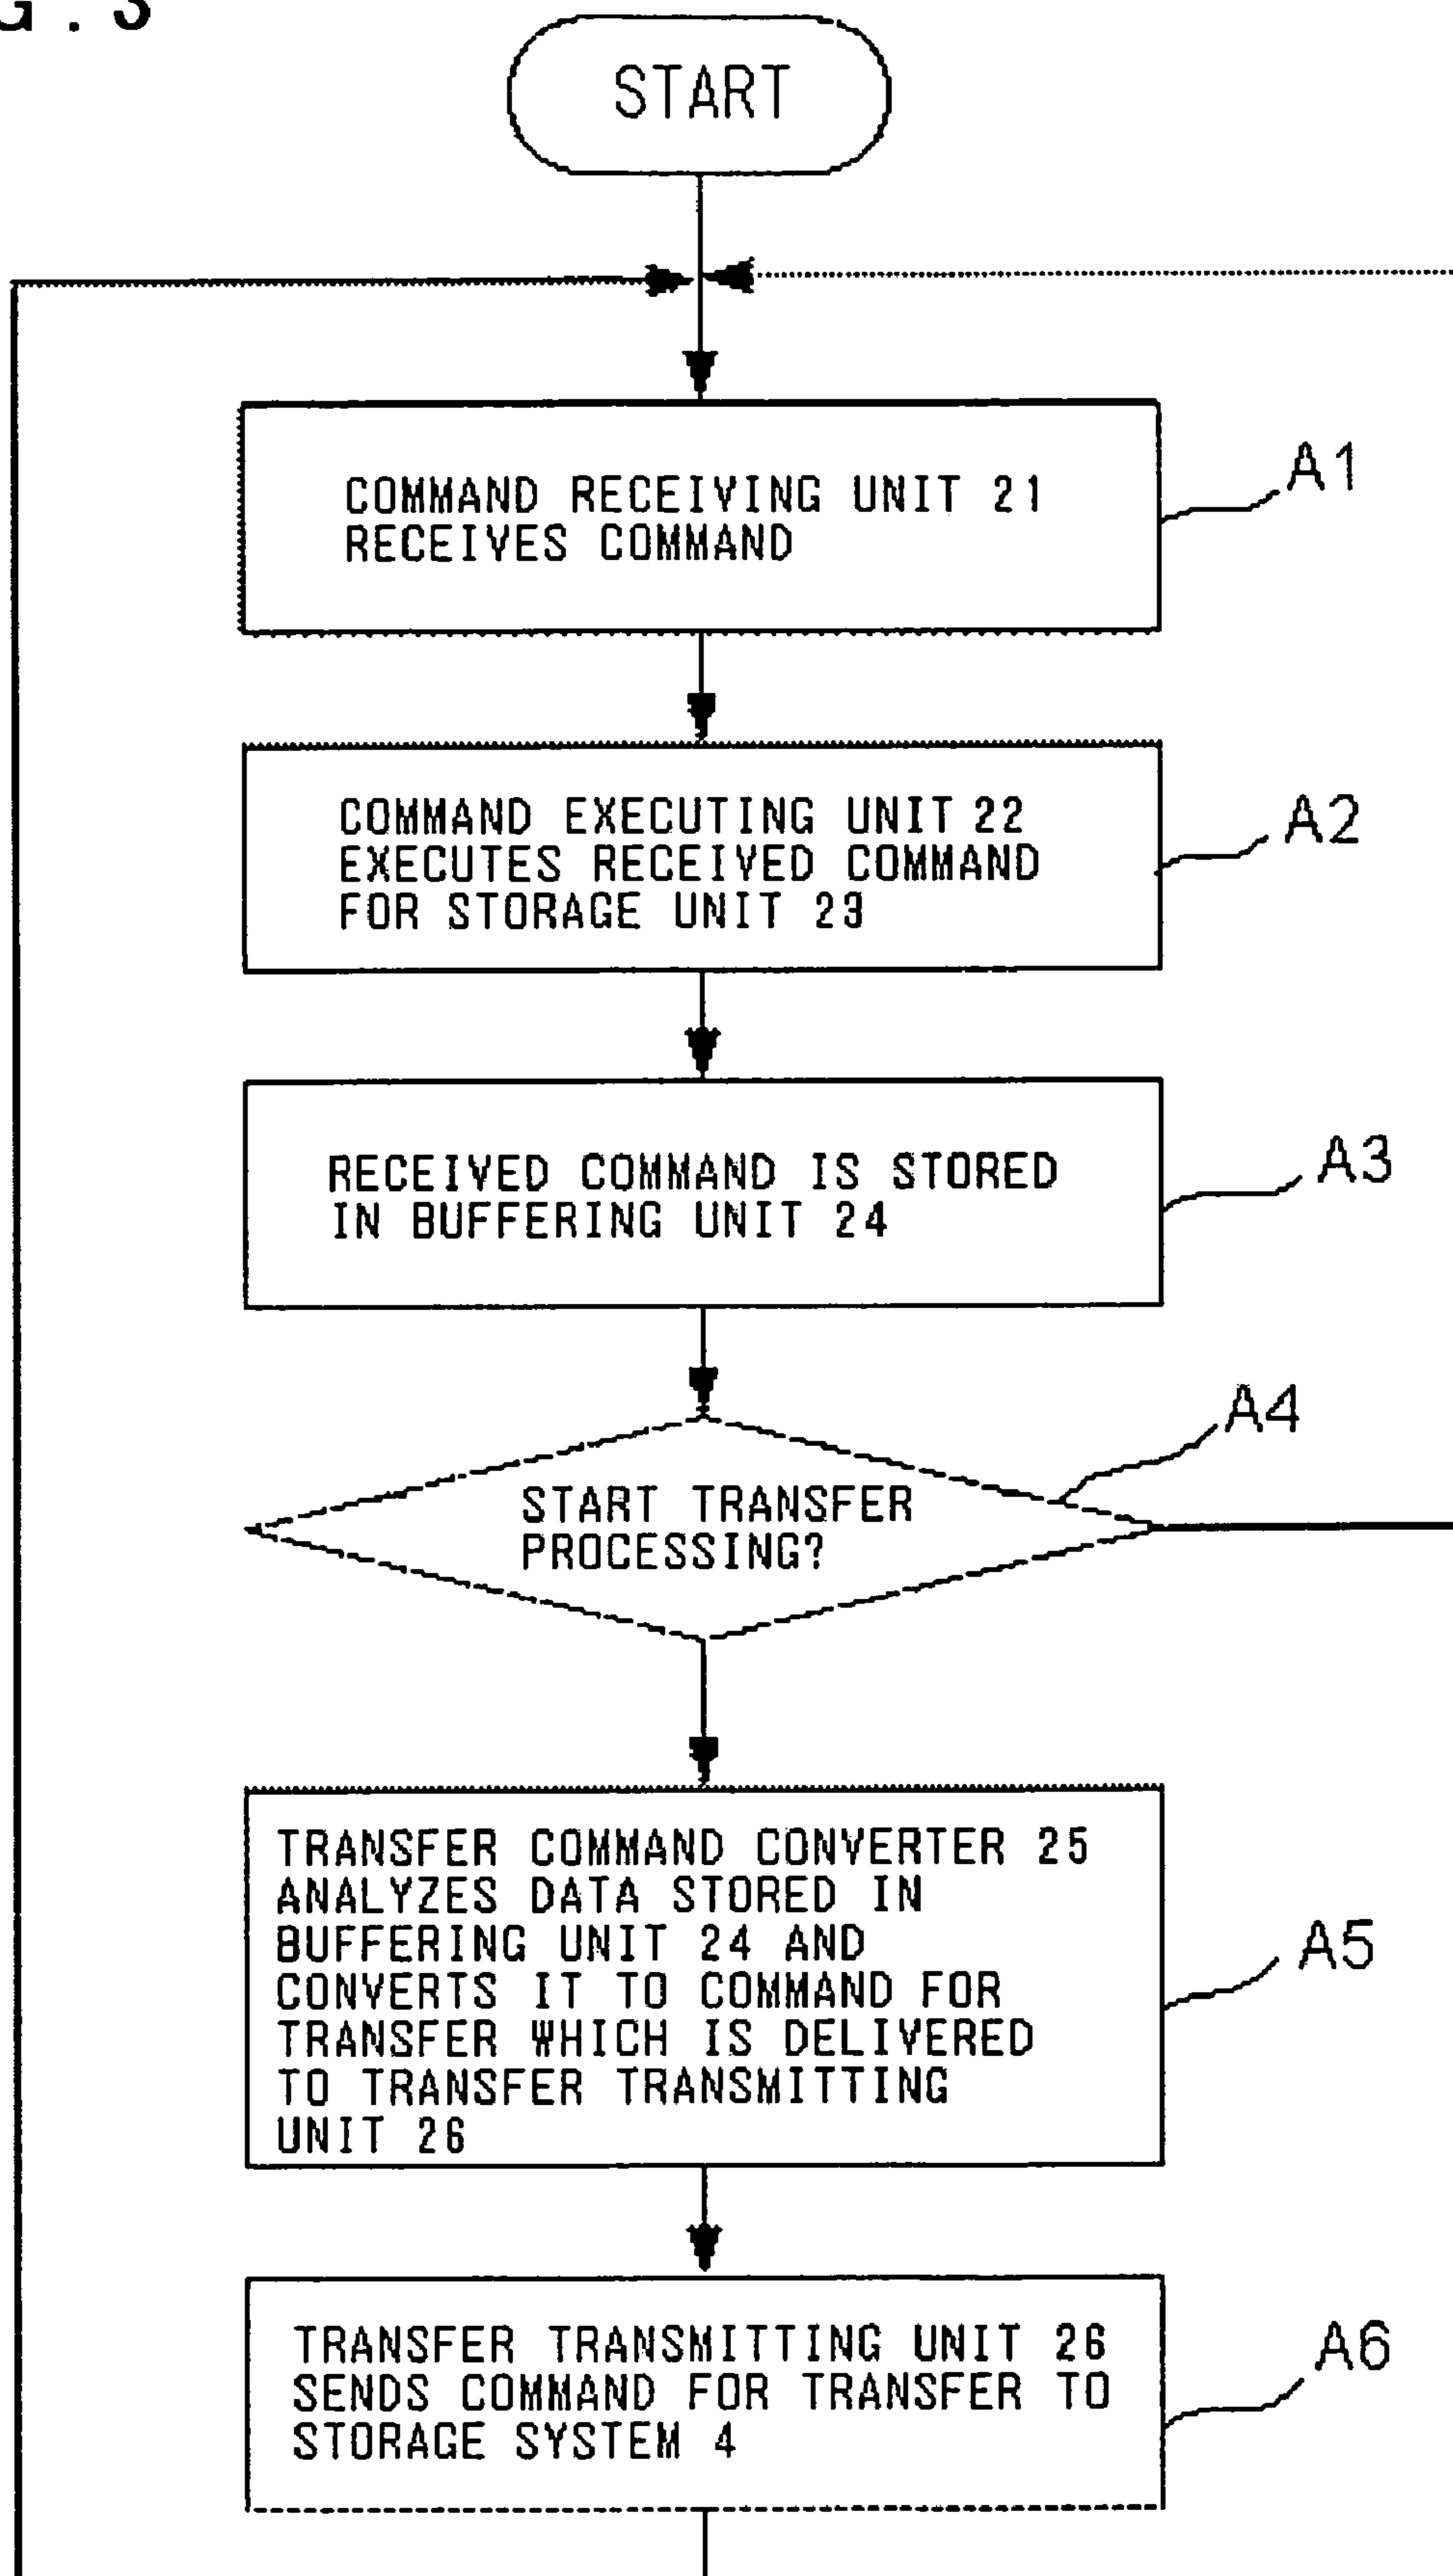 G.3
START
COMMAND RECEIVING UNIT 21
RECEIVES COMMAND
A1
COMMAND EXECUTING UNIT 22
EXECUTES RECEIVED COMMAND
FOR STORAGE UNIT 23
A2
RECEIVED COMMAND IS STORED
IN BUFFERING UNIT 24
A3
START TRANSFER
PROCESSING?
A4
TRANSFER COMMAND CONVERTER 25
ANALYZES DATA STORED IN
BUFFERING UNIT 24 AND
CONVERTS IT TO COMMAND FOR
TRANSFER WHICH IS DELIVERED
TO TRANSFER TRANSMITTING
UNIT 26
A5
TRANSFER TRANSMITTING UNIT 26
SENDS COMMAND FOR TRANSFER TO
STORAGE SYSTEM 4
A6